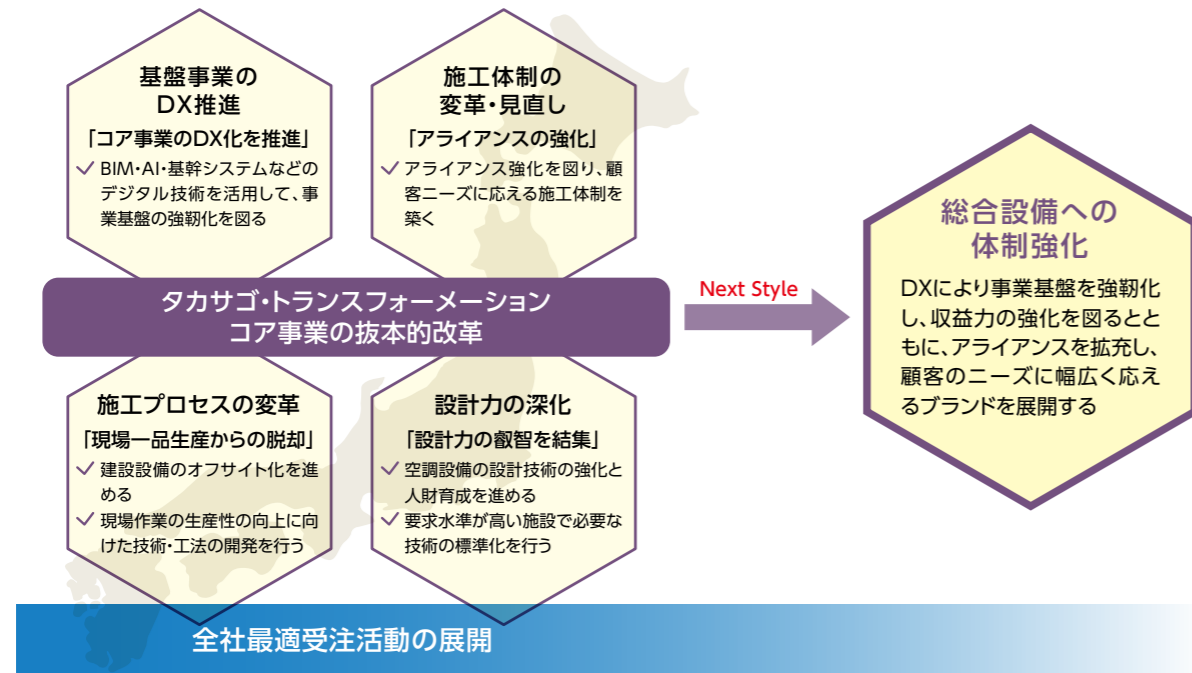 基盤事業の
DX推進
「コア事業のDX化を推進」
✓ BIM・AI・基幹システムなどの
デジタル技術を活用して、事
業基盤の強靭化を図る
施工体制の
変革・見直し
「アライアンスの強化」
✓ アライアンス強化を図り、顧
客ニーズに応える施工体制を
築く
タカサゴ・トランスフォーメーション
コア事業の抜本的改革
施工プロセスの変革
「現場一品生産からの脱却」
✓ 建設設備のオフサイト化を進
める
✓ 現場作業の生産性の向上に向
けた技術・工法の開発を行う
設計力の深化
「設計力の叡智を結集」
✓ 空調設備の設計技術の強化と
人財育成を進める
✓ 要求水準が高い施設で必要な
技術の標準化を行う
Next Style
総合設備への
体制強化
DXにより事業基盤を強靭化
し、収益力の強化を図るとと
もに、アライアンスを拡充し、
顧客のニーズに幅広く応え
るブランドを展開する
全社最適受注活動の展開